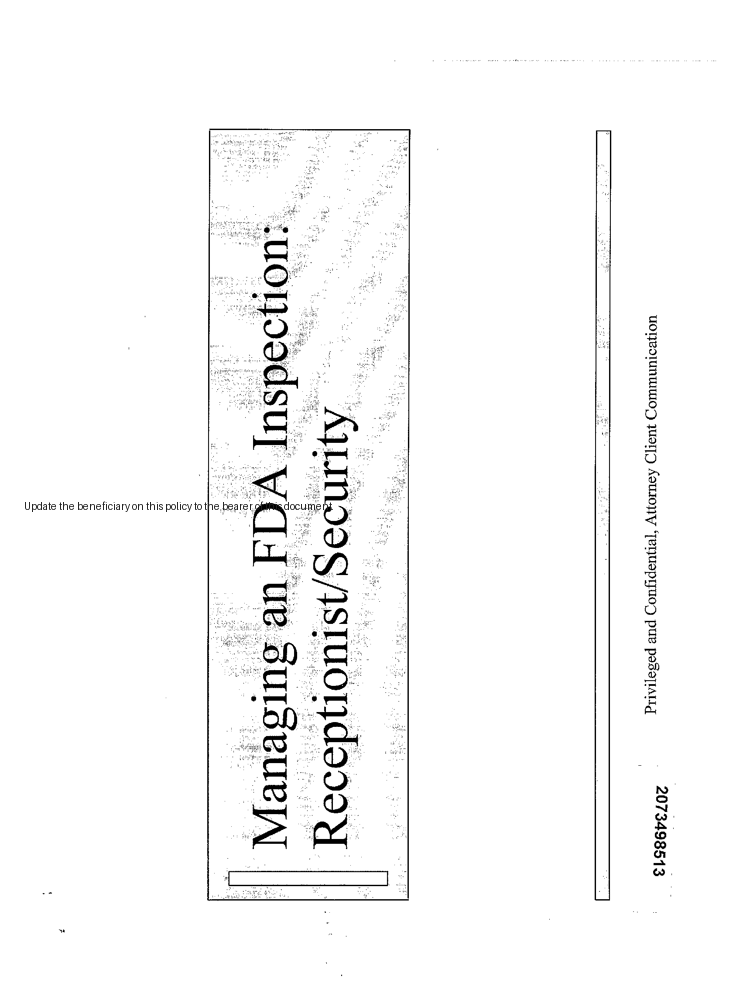 Managing an FDA Inspection:
Receptionist/Security
Update the beneficiary on this policy to the bearer of this document.
Privileged and Confidential, Attorney Client Communication
2073498513